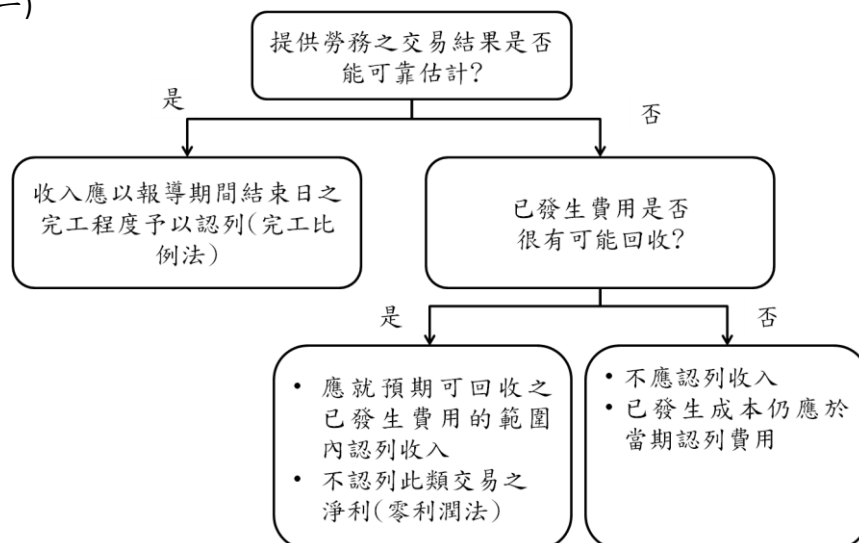 一)
提供勞務之交易結果是否
能可靠估計?
是
否
收入應以報導期間結束日之
完工程度予以認列(完工比
例法)
已發生費用是否
很有可能回收?
是
否
• 應就預期可回收之
已發生費用的範圍
內認列收入
• 不認列此類交易之
淨利(零利潤法)
• 不應認列收入
• 已發生成本仍應於
當期認列費用